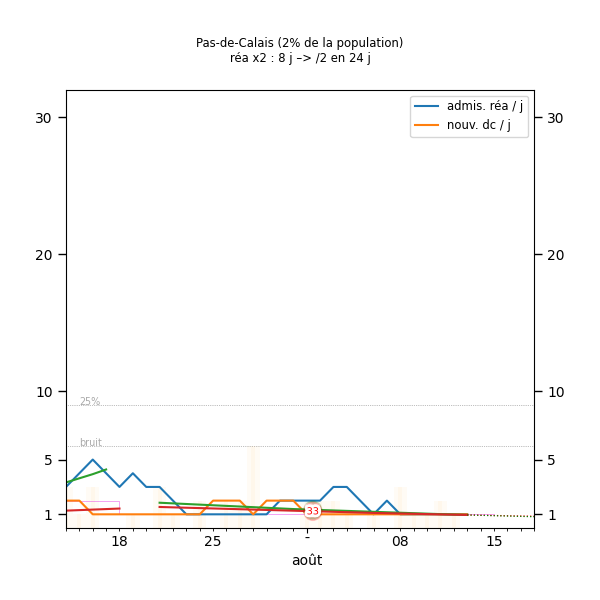 Pas-de-Calais (2% de la population)
réa x2 : 8 j –> /2 en 24 j
admis. réa / j
nouv. dc / j
30
30
20
20
10
10
25%
bruit
5
5
33
1
1
18
25
-
08
15
août